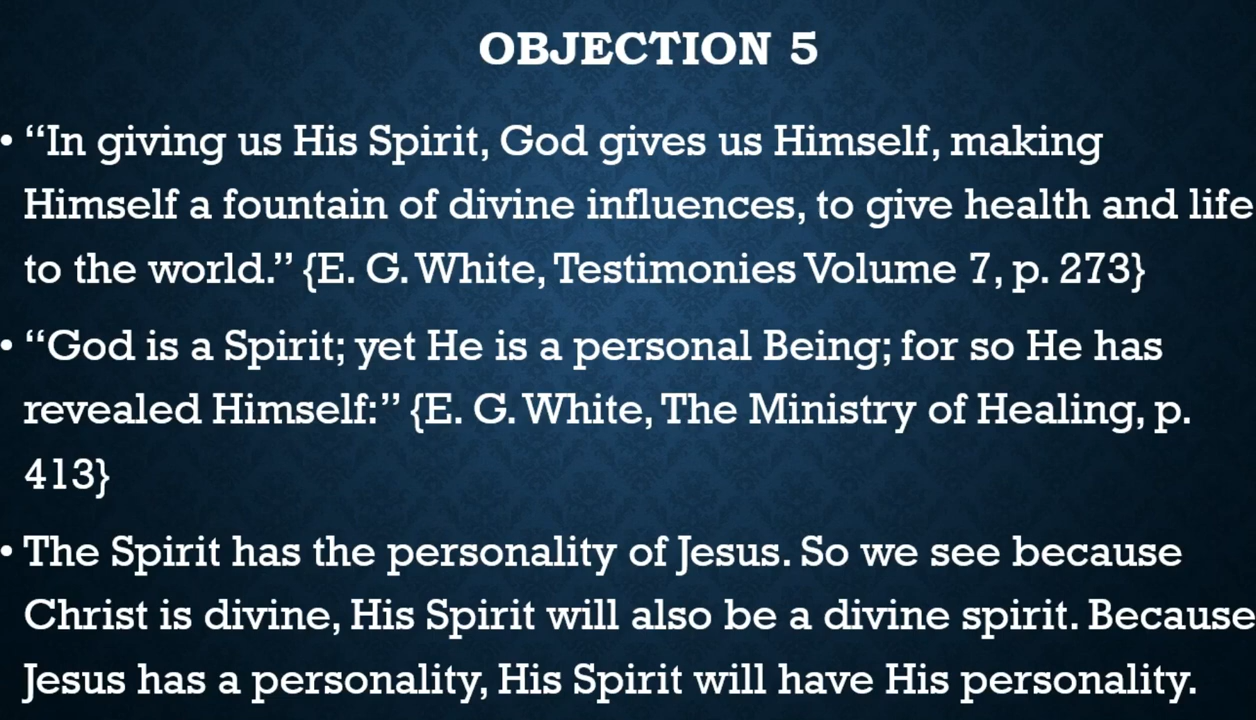 OBJECTION 5
• “In giving us His Spirit, God gives us Himself, making
Himself a fountain of divine influences, to give health and life
to the world.” {E. G. White, Testimonies Volume 7, p. 273}
• “God is a Spirit; yet He is a personal Being; for so He has
revealed Himself:” {E. G. White, The Ministry of Healing, p.
413}
• The Spirit has the personality of Jesus. So we see because
Christ is divine, His Spirit will also be a divine spirit. Because
Jesus has a personality, His Spirit will have His personality.